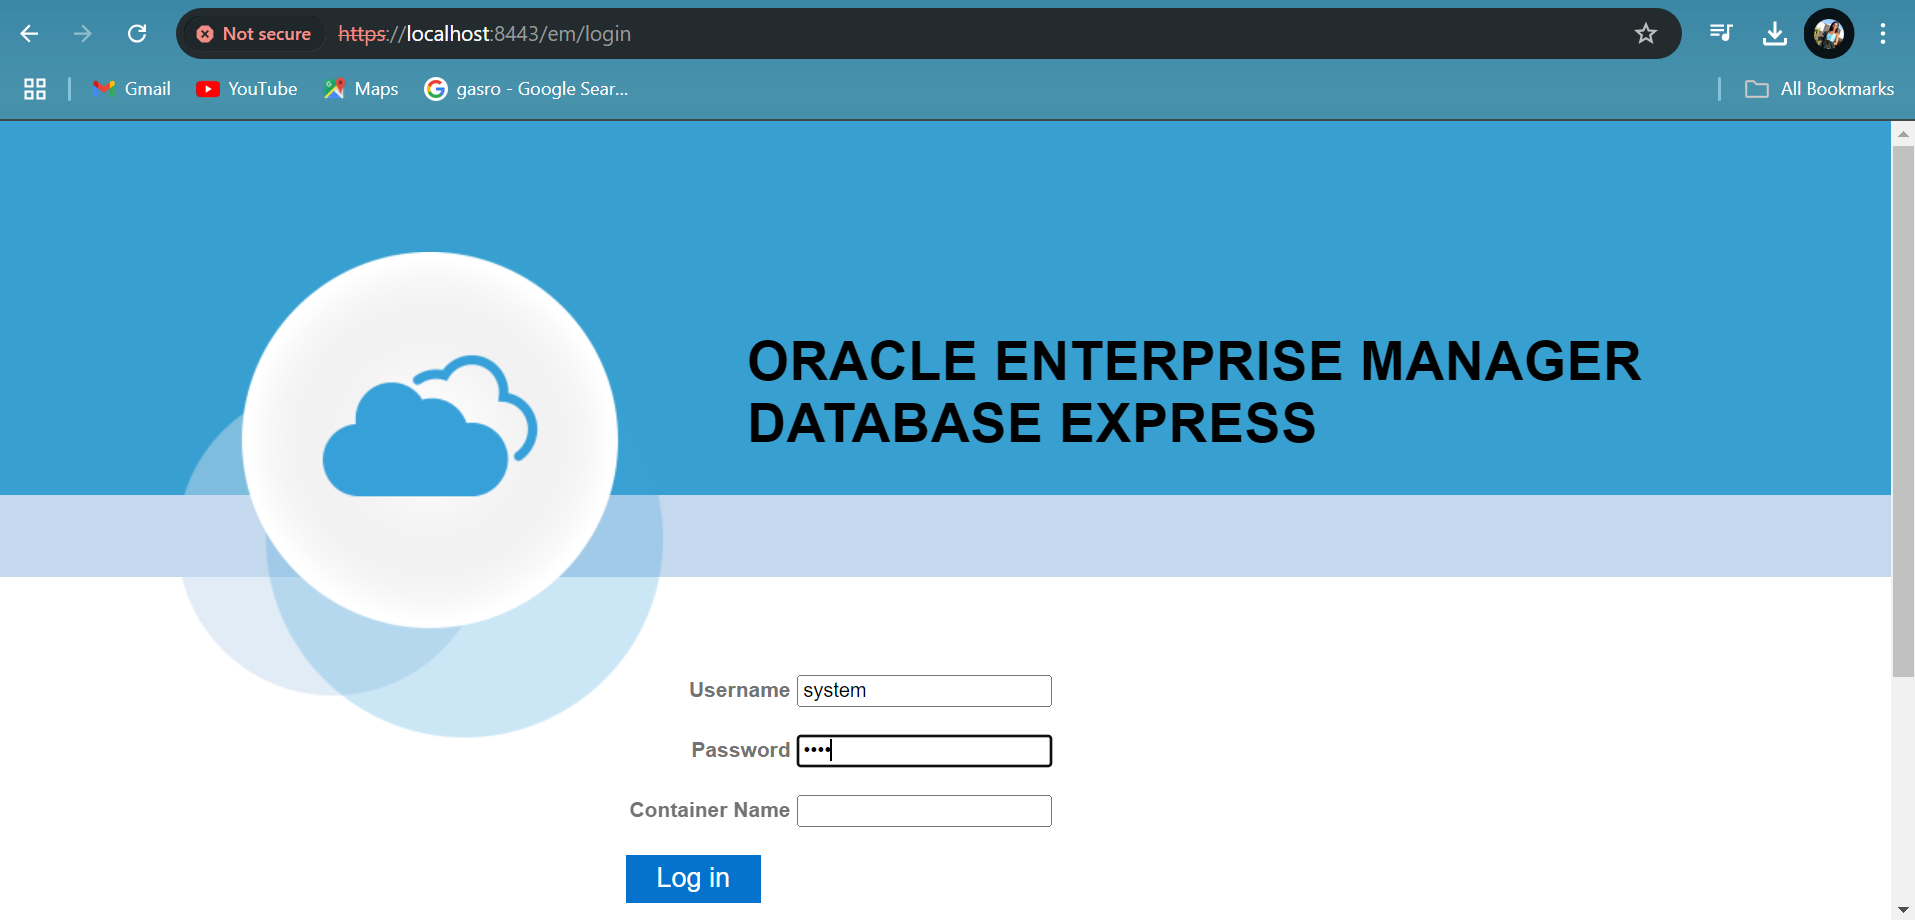 Not secure https://localhost:8443/em/login
Gmail YouTube Maps gasro - Google Sear... All Bookmarks
ORACLE ENTERPRISE MANAGER
DATABASE EXPRESS
Username system
Password ••••
Container Name
Log in